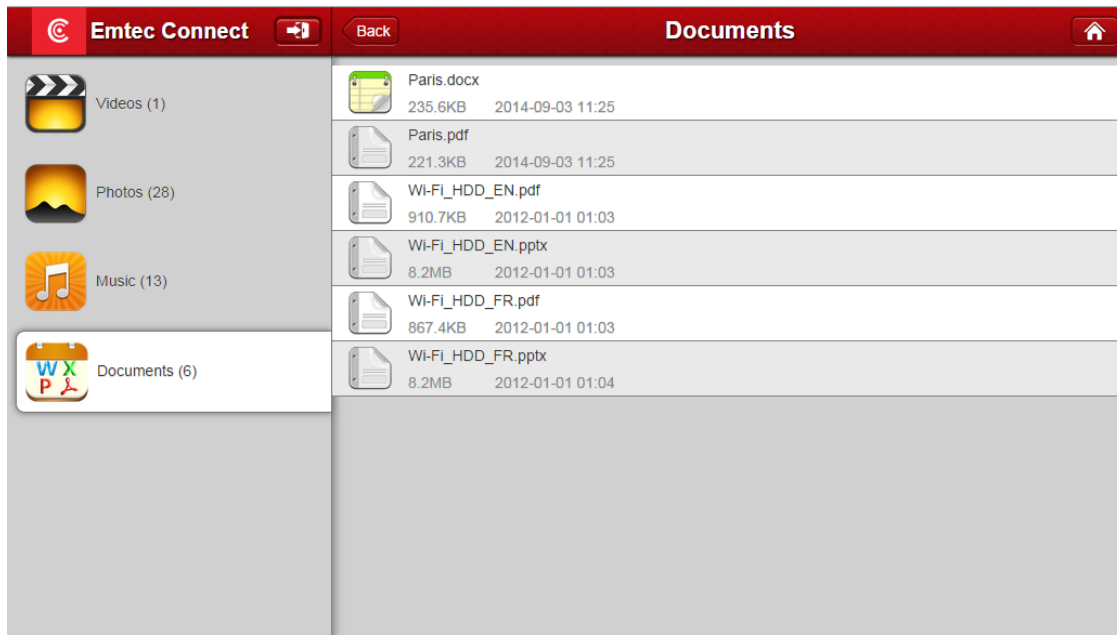 Emtec Connect
Back
Documents
Videos (1)
Photos (28)
Music (13)
W X
P
Documents (6)
Paris.docx
235.6KB 2014-09-03 11:25
Paris.pdf
221.3KB 2014-09-03 11:25
Wi-Fi_HDD_EN.pdf
910.7KB 2012-01-01 01:03
Wi-Fi_HDD_EN.pptx
8.2MB 2012-01-01 01:03
Wi-Fi_HDD_FR.pdf
867.4KB 2012-01-01 01:03
Wi-Fi_HDD_FR.pptx
8.2MB 2012-01-01 01:04